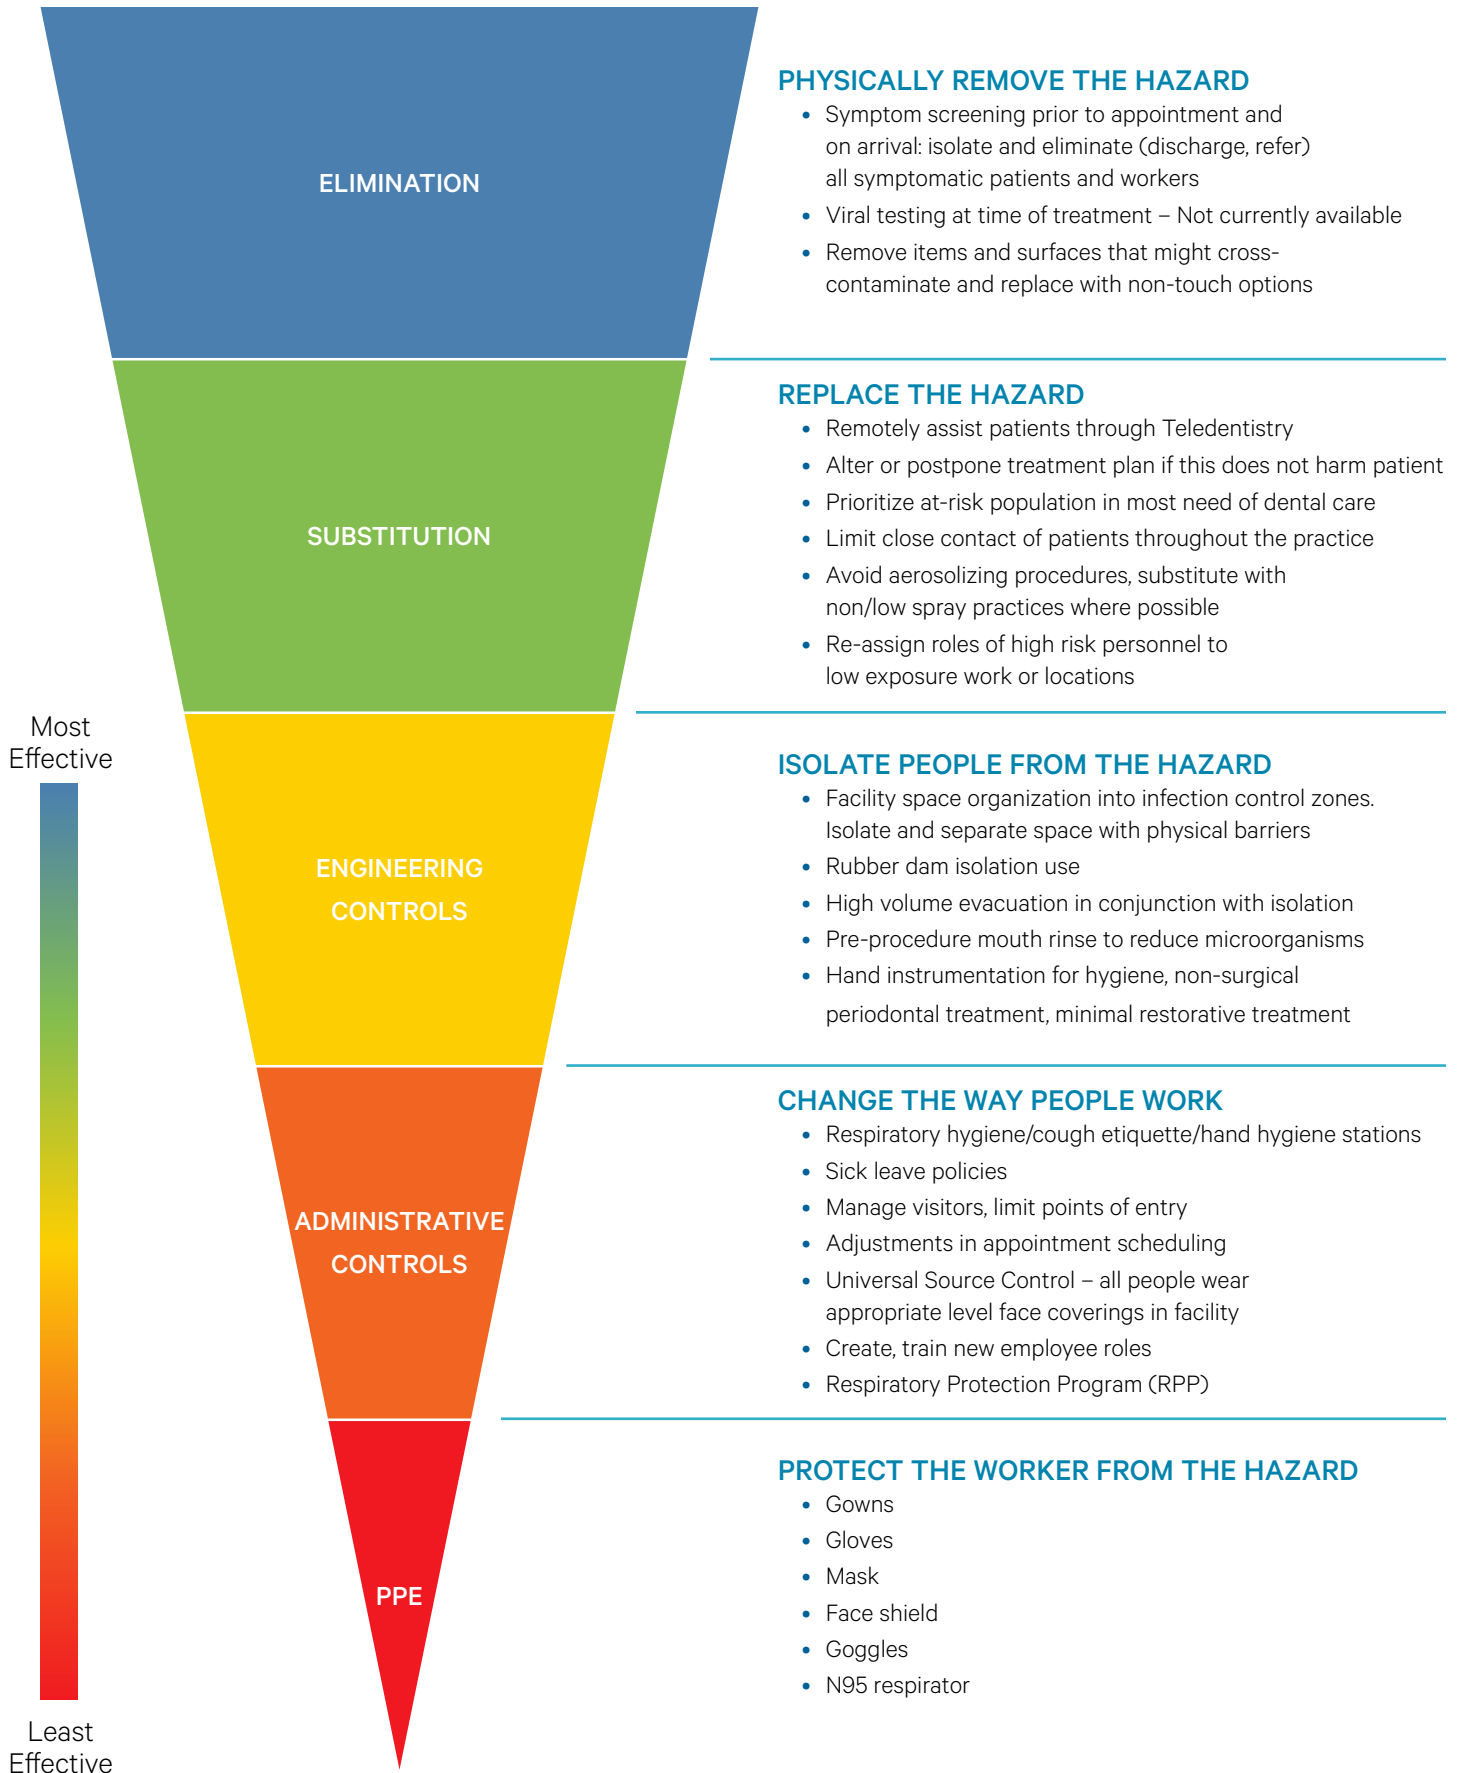 ELIMINATION
PHYSICALLY REMOVE THE HAZARD
• Symptom screening prior to appointment and
on arrival: isolate and eliminate (discharge, refer)
all symptomatic patients and workers
• Viral testing at time of treatment – Not currently available
• Remove items and surfaces that might cross-
contaminate and replace with non-touch options
SUBSTITUTION
REPLACE THE HAZARD
• Remotely assist patients through Teledentistry
• Alter or postpone treatment plan if this does not harm patient
• Prioritize at-risk population in most need of dental care
• Limit close contact of patients throughout the practice
• Avoid aerosolizing procedures, substitute with
non/low spray practices where possible
• Re-assign roles of high risk personnel to
low exposure work or locations
Most
Effective
ENGINEERING
CONTROLS
ISOLATE PEOPLE FROM THE HAZARD
• Facility space organization into infection control zones.
Isolate and separate space with physical barriers
• Rubber dam isolation use
• High volume evacuation in conjunction with isolation
• Pre-procedure mouth rinse to reduce microorganisms
• Hand instrumentation for hygiene, non-surgical
periodontal treatment, minimal restorative treatment
ADMINISTRATIVE
CONTROLS
CHANGE THE WAY PEOPLE WORK
• Respiratory hygiene/cough etiquette/hand hygiene stations
• Sick leave policies
• Manage visitors, limit points of entry
• Adjustments in appointment scheduling
• Universal Source Control – all people wear
appropriate level face coverings in facility
• Create, train new employee roles
• Respiratory Protection Program (RPP)
PPE
PROTECT THE WORKER FROM THE HAZARD
• Gowns
• Gloves
• Mask
• Face shield
• Goggles
• N95 respirator
Least
Effective